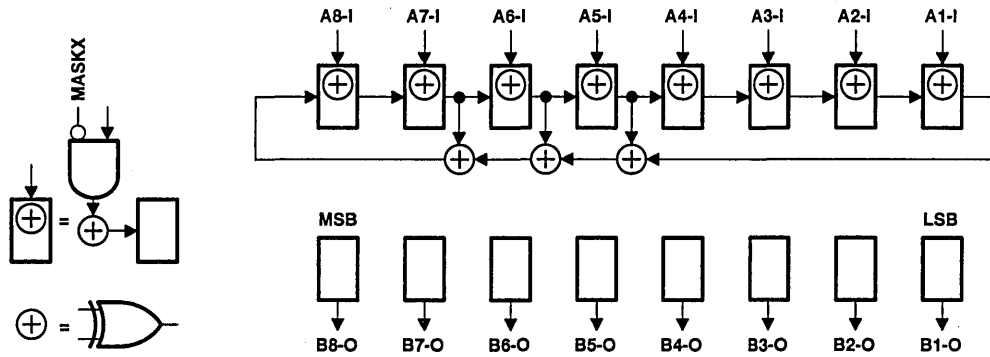 A8-I A7-I A6-I A5-I A4-I A3-I A2-I A1-I
MASKX
=
MSB LSB
=
B8-O B7-O B6-O B5-O B4-O B3-O B2-O B1-O